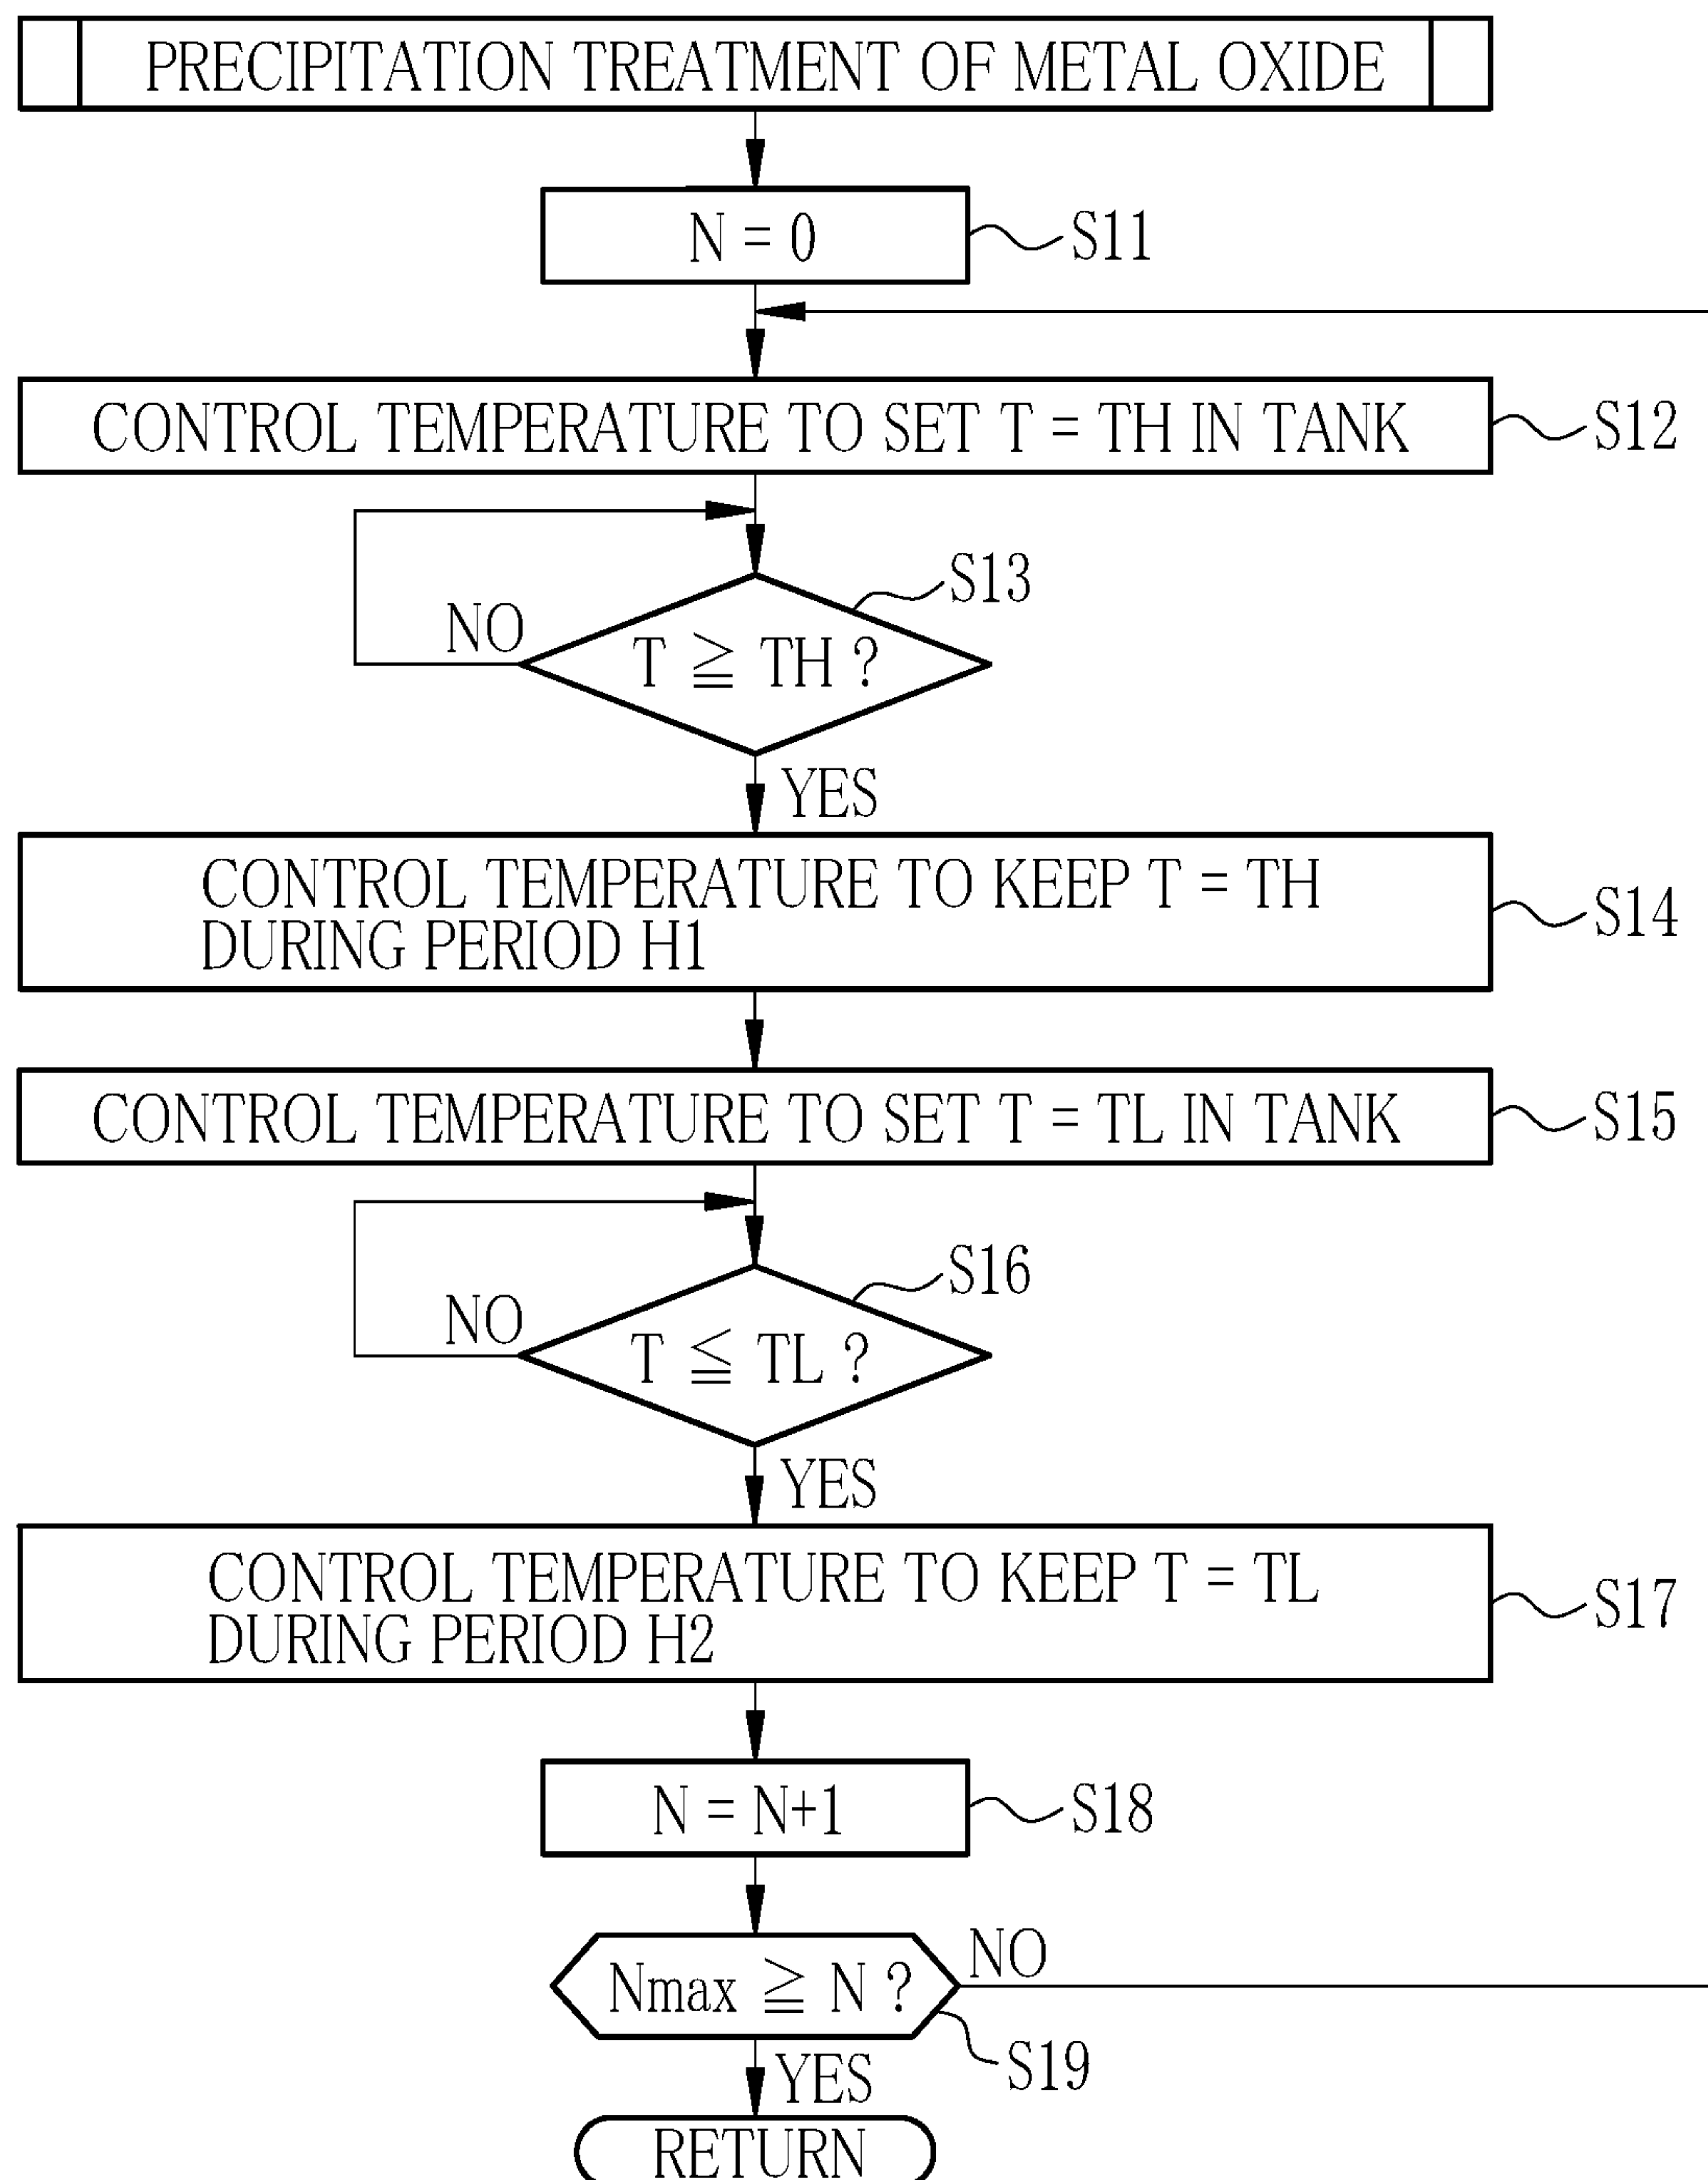 PRECIPITATION TREATMENT OF METAL OXIDE
N = 0
S11
CONTROL TEMPERATURE TO SET T = TH IN TANK
S12
S13
NO
T ≧ TH ?
YES
CONTROL TEMPERATURE TO KEEP T = TH
DURING PERIOD H1
S14
CONTROL TEMPERATURE TO SET T = TL IN TANK
S15
S16
NO
T ≦ TL ?
YES
CONTROL TEMPERATURE TO KEEP T = TL
DURING PERIOD H2
S17
N = N+1
S18
NO
Nmax ≧ N ?
S19
YES
RETURN